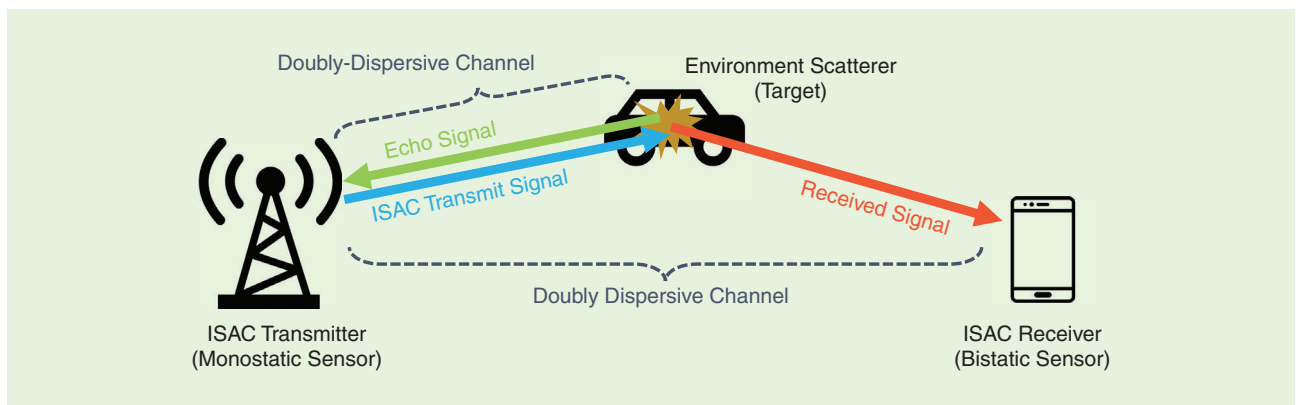 Doubly-Dispersive Channel
Environment Scatterer
(Target)
Echo Signal
ISAC Transmit Signal
Received Signal
Doubly Dispersive Channel
ISAC Transmitter
(Monostatic Sensor)
ISAC Receiver
(Bistatic Sensor)